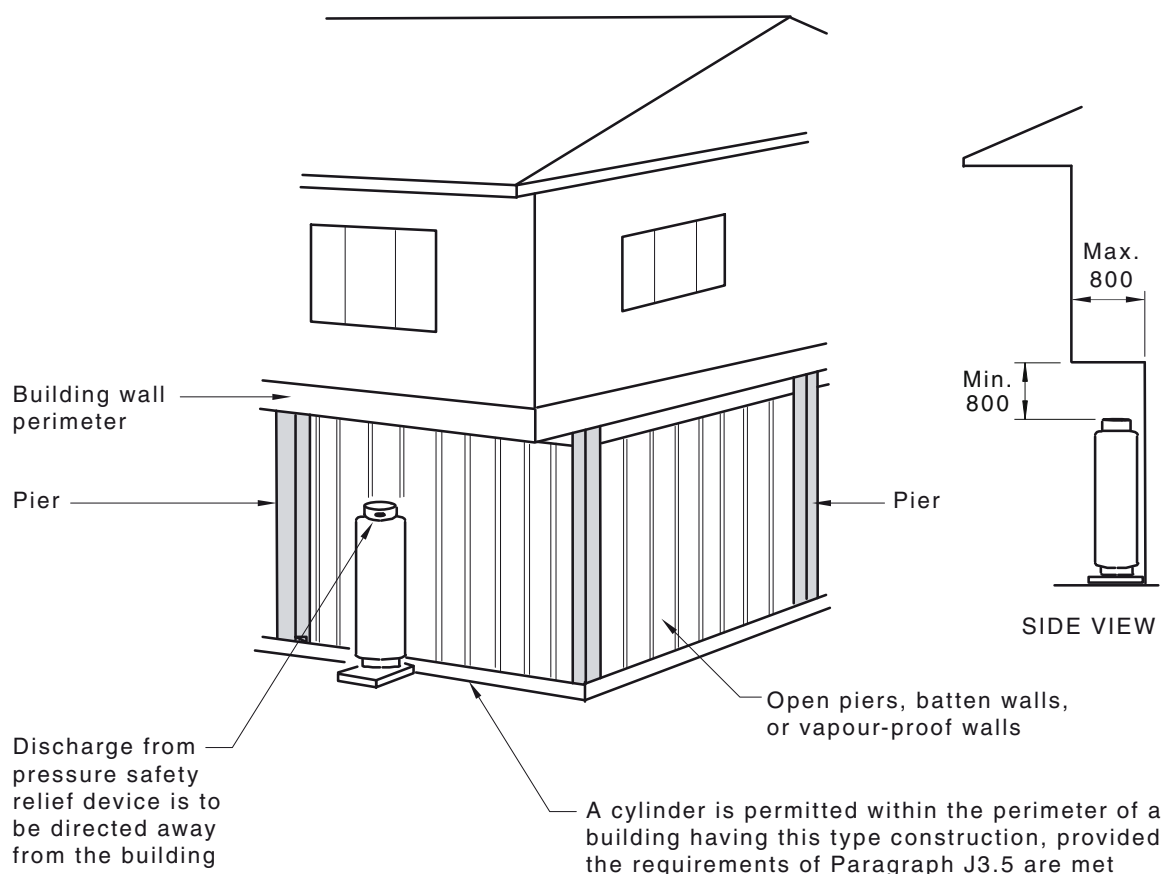 Max.
800
Building wall
perimeter
Min.
800
Pier
Pier
SIDE VIEW
Open piers, batten walls,
or vapour-proof walls
Discharge from
pressure safety
relief device is to
be directed away
from the building
A cylinder is permitted within the perimeter of a
building having this type construction, provided
the requirements of Paragraph J3.5 are met